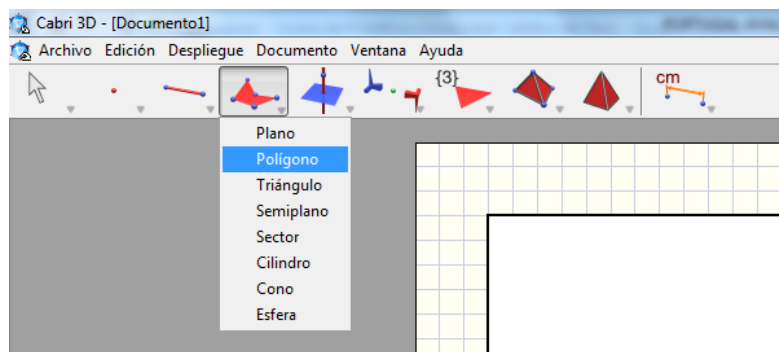 Cabri 3D - [Documento1]
Archivo Edición Despliegue Documento Ventana Ayuda
{3}
cm
Plano
Polígono
Triángulo
Semiplano
Sector
Cilindro
Cono
Esfera